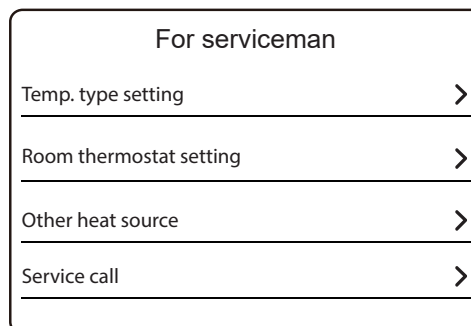 For serviceman
Temp. type setting
Room thermostat setting
Other heat source
Service call